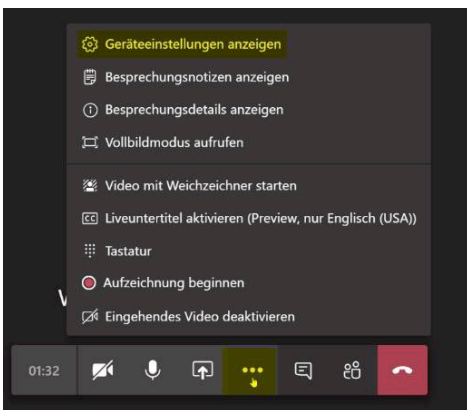 Geräteeinstellungen anzeigen
Besprechungsnotizen anzeigen
Besprechungsdetails anzeigen
Vollbildmodus aufrufen
Video mit Weichzeichner starten
CC Liveuntertitel aktivieren (Preview, nur Englisch (USA))
Tastatur
Aufzeichnung beginnen
Eingehendes Video deaktivieren
01:32